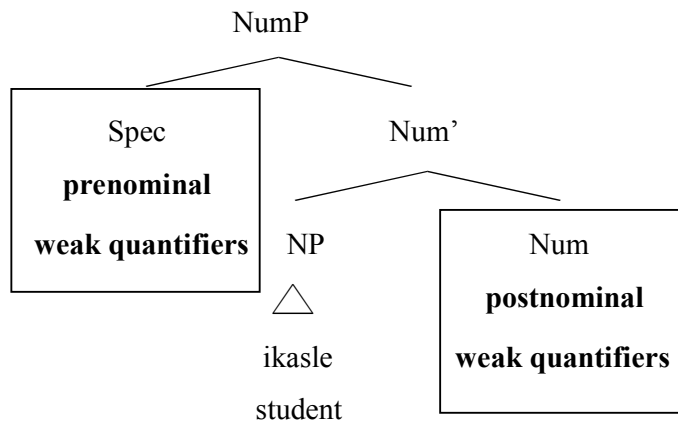 NumP
Spec Num’
prenominal
weak quantifiers NP Num
postnominal
ikasle weak quantifiers
student